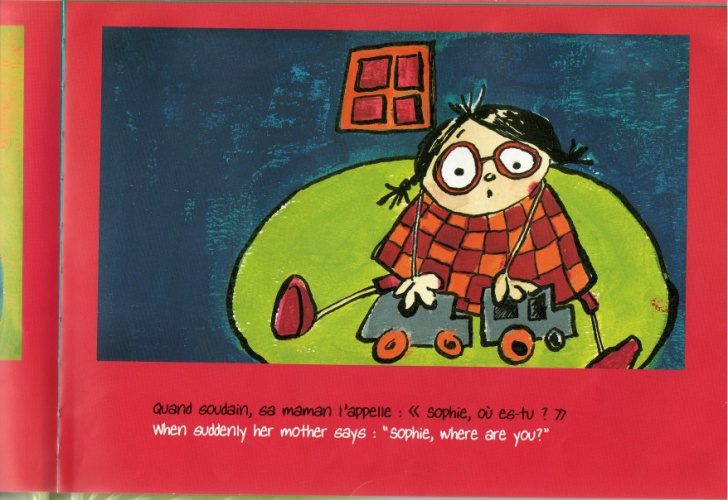 Quand soudain, sa maman l'appelle : « sophie, où es-tu ? »
When suddenly her mother says : "sophie, where are you?"